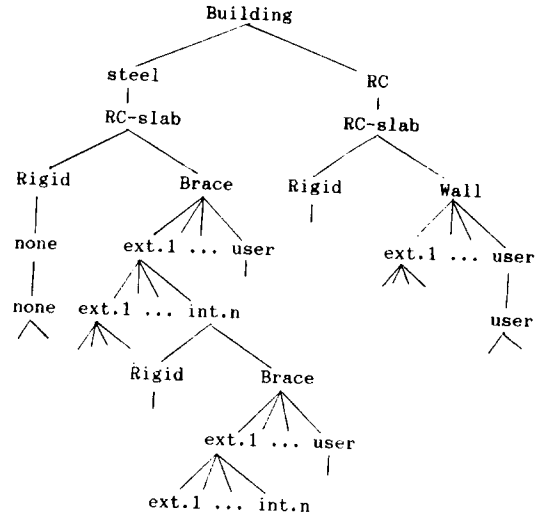 Building
steel RC
RC-slab RC-slab
Rigid Brace Rigid Wall
none ext.1 ... user ext.1 ... user
none ext.1 ... int.n user
Rigid Brace
ext.1 ... user
ext.1 ... int.n